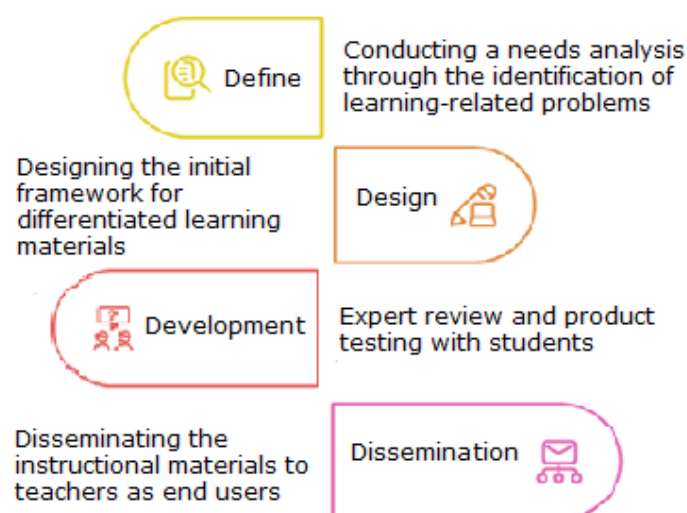 Define
Conducting a needs analysis
through the identification of
learning-related problems
Designing the initial
framework for
differentiated learning
materials
Design
Development
Expert review and product
testing with students
Disseminating the
instructional materials to
teachers as end users
Dissemination